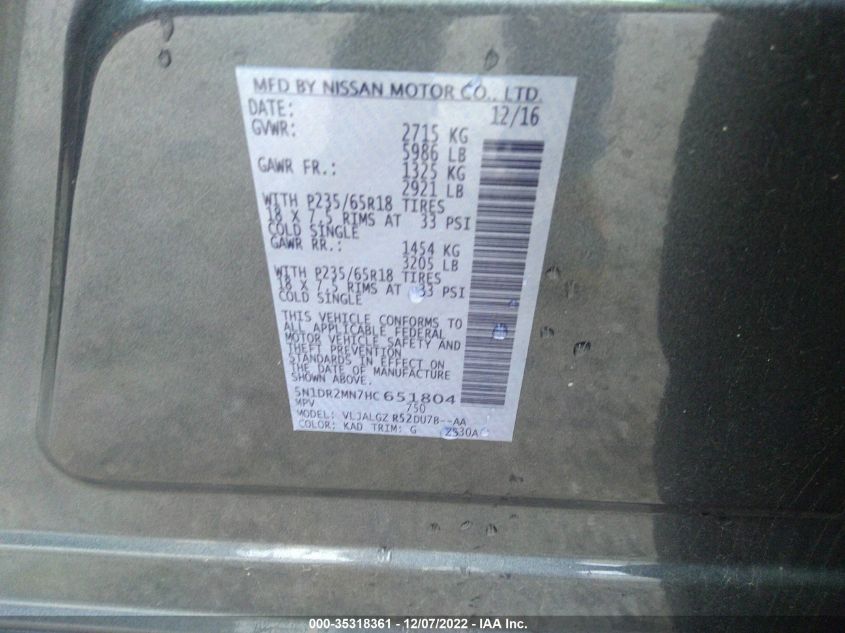 MFD BY NISSAN MOTOR CO., LTD.
DATE: 12/16
GVWR: 2715 KG
5986 LB
GAWR FR.: 1325 KG
2921 LB
WITH P235/65R18 TIRES
18 X 7.5 RIMS AT 33 PSI
COLD SINGLE
GAWR RR.: 1454 KG
3205 LB
WITH P235/65R18 TIRES
18 X 7.5 RIMS AT 33 PSI
COLD SINGLE
THIS VEHICLE CONFORMS TO
ALL APPLICABLE FEDERAL
MOTOR VEHICLE SAFETY AND
THEFT PREVENTION
STANDARDS IN EFFECT ON
THE DATE OF MANUFACTURE
SHOWN ABOVE.
5N1DR2MN7HC651804
MPV 750
MODEL: VLJALGZ R52DU7B--AA
COLOR: KAD TRIM: G
000-35318361 - 12/07/2022 - IAA Inc.